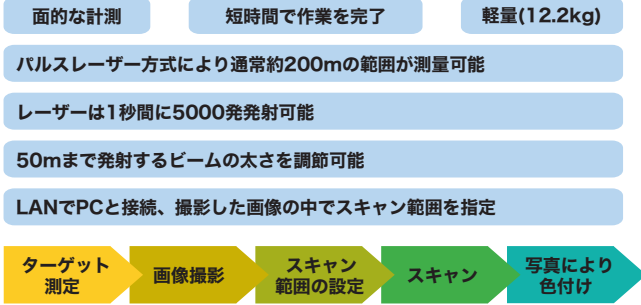 面的な計測
短時間で作業を完了
軽量(12.2kg)
パルスレーザー方式により通常約200mの範囲が測量可能
レーザーは1秒間に5000発発射可能
50mまで発射するビームの太さを調節可能
LANでPCと接続、撮影した画像の中でスキャン範囲を指定
ターゲット
測定
画像撮影
スキャン
範囲の設定
スキャン
写真により
色付け